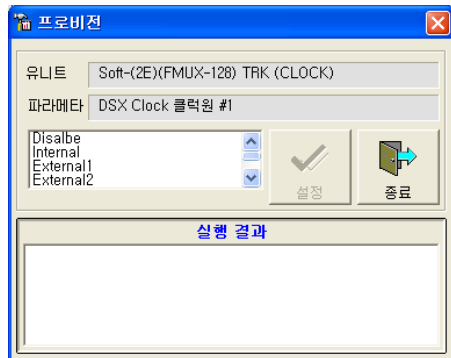 프로비전
유니트 Soft-(2E)(FMUX-128) TRK (CLOCK)
파라메타 DSX Clock 클럭원 #1
Disalbe
Internal
External1
External2
설정 종료
실행 결과